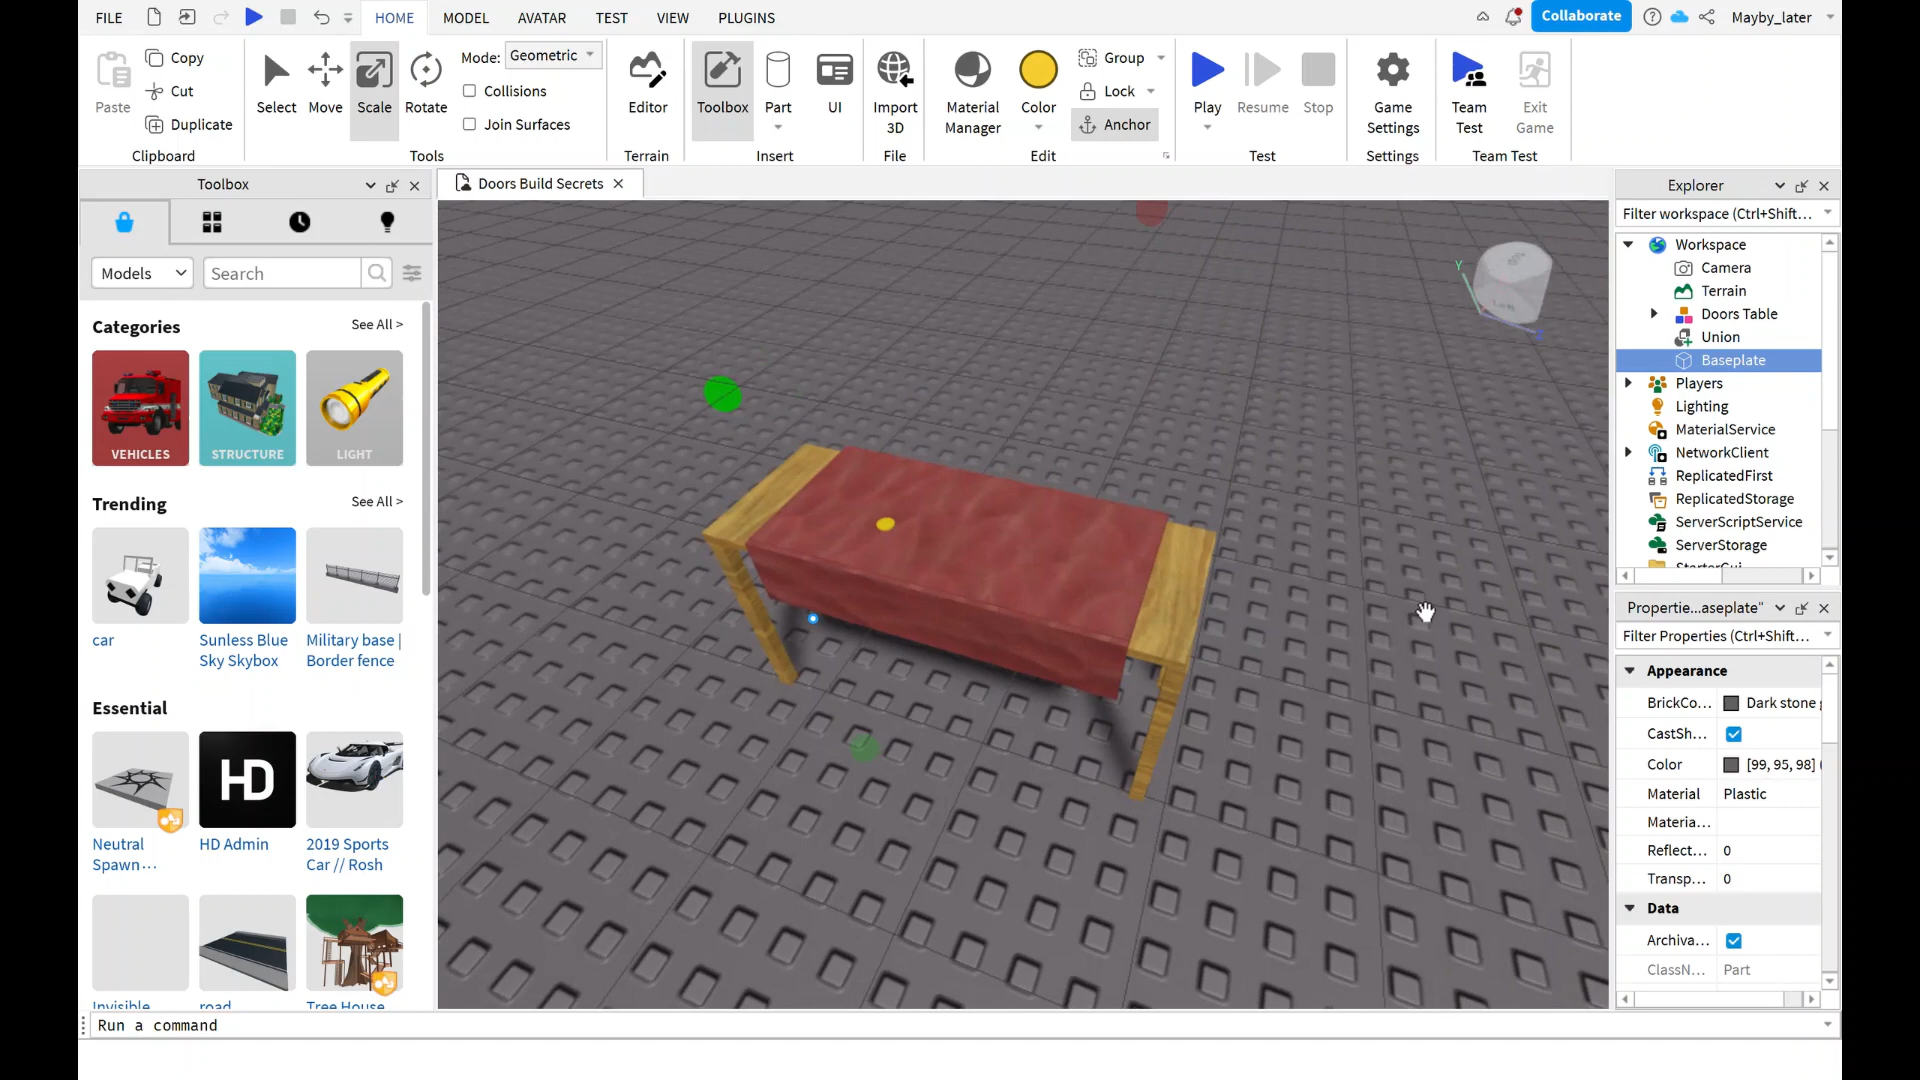 FILE
HOME
MODEL
AVATAR
TEST
VIEW
PLUGINS
Collaborate
Mayby_later
Paste
Copy
Cut
Duplicate
Clipboard
Select
Move
Scale
Rotate
Mode: Geometric
Collisions
Join Surfaces
Tools
Editor
Terrain
Toolbox
Part
UI
Insert
Import
3D
File
Material
Manager
Color
Group
Lock
Anchor
Edit
Play
Resume
Stop
Test
Game
Settings
Settings
Team
Test
Exit
Game
Team Test
Toolbox
Doors Build Secrets
Models
Search
Categories
See All >
VEHICLES
STRUCTURE
LIGHT
Trending
See All >
car
Sunless Blue
Sky Skybox
Military base |
Border fence
Essential
HD
Neutral
Spawn...
HD Admin
2019 Sports
Car // Rosh
Invisible
road
Tree House
Y
Z
Explorer
Filter workspace (Ctrl+Shift...
Workspace
Camera
Terrain
Doors Table
Union
Baseplate
Players
Lighting
MaterialService
NetworkClient
ReplicatedFirst
ReplicatedStorage
ServerScriptService
ServerStorage
StarterGui
Propertie...aseplate"
Filter Properties (Ctrl+Shift...
Appearance
BrickCo... Dark stone
CastSh...
Color [99, 95, 98] (
Material Plastic
Materia...
Reflect... 0
Transp... 0
Data
Archiva...
ClassN... Part
Run a command